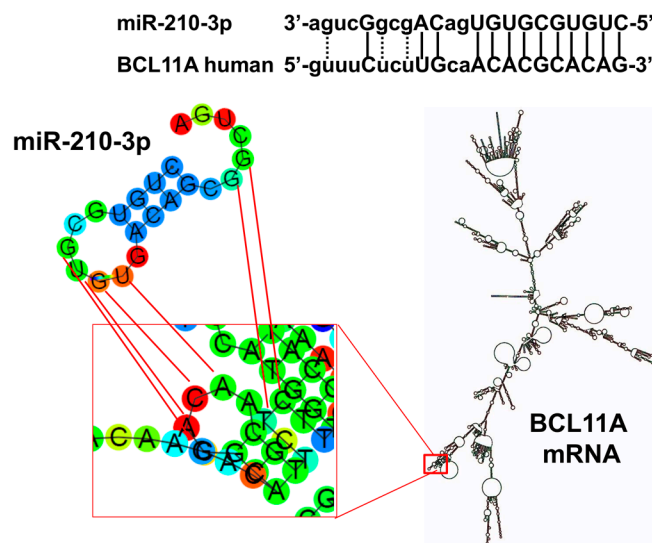 miR-210-3p 3’-agucGgcgACagUGUGCGUGUC-5’
BCL11A human 5’-guuuCucuUGcaACACGCACAG-3’
miR-210-3p
A G U C G G C G A C A G U G U G C G U G U C
A C A A
BCL11A
mRNA